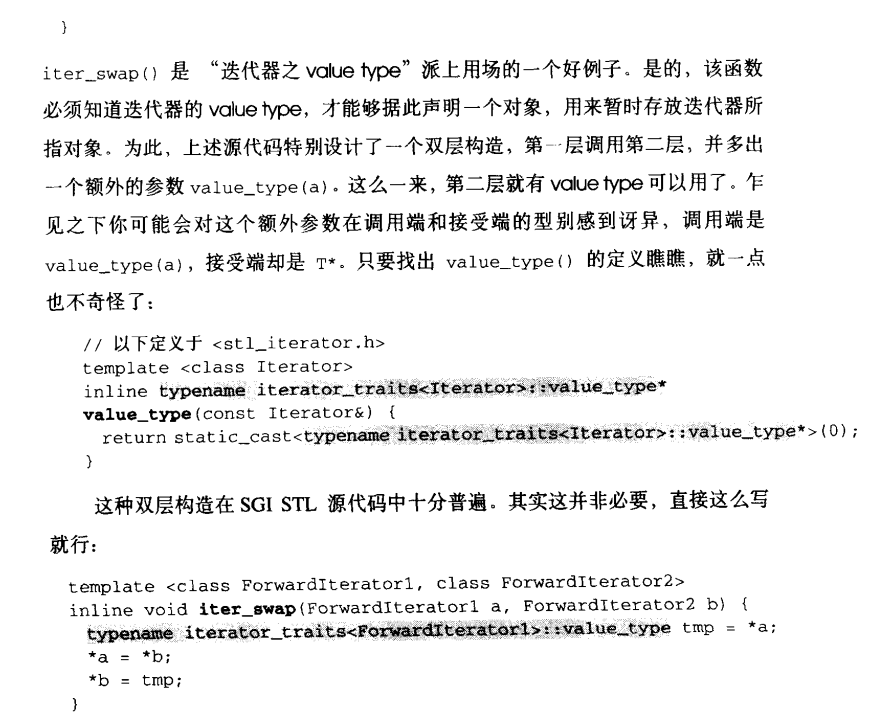 }
iter_swap() 是 “迭代器之 value type”派上用场的一个好例子。是的，该函数
必须知道迭代器的 value type，才能够据此声明一个对象，用来暂时存放迭代器所
指对象。为此，上述源代码特别设计了一个双层构造，第一层调用第二层，并多出
一个额外的参数 value_type(a)。这么一来，第二层就有 value type 可以用了。乍
见之下你可能会对这个额外参数在调用端和接受端的型别感到讶异，调用端是
value_type(a)，接受端却是 T*。只要找出 value_type() 的定义瞧瞧，就一点
也不奇怪了：
// 以下定义于 <stl_iterator.h>
template <class Iterator>
inline typename iterator_traits<Iterator>::value_type*
value_type(const Iterator&) {
return static_cast<typename iterator_traits<Iterator>::value_type*>(0);
}
这种双层构造在 SGI STL 源代码中十分普遍。其实这并非必要，直接这么写
就行：
template <class ForwardIterator1, class ForwardIterator2>
inline void iter_swap(ForwardIterator1 a, ForwardIterator2 b) {
typename iterator_traits<ForwardIterator1>::value_type tmp = *a;
*a = *b;
*b = tmp;
}